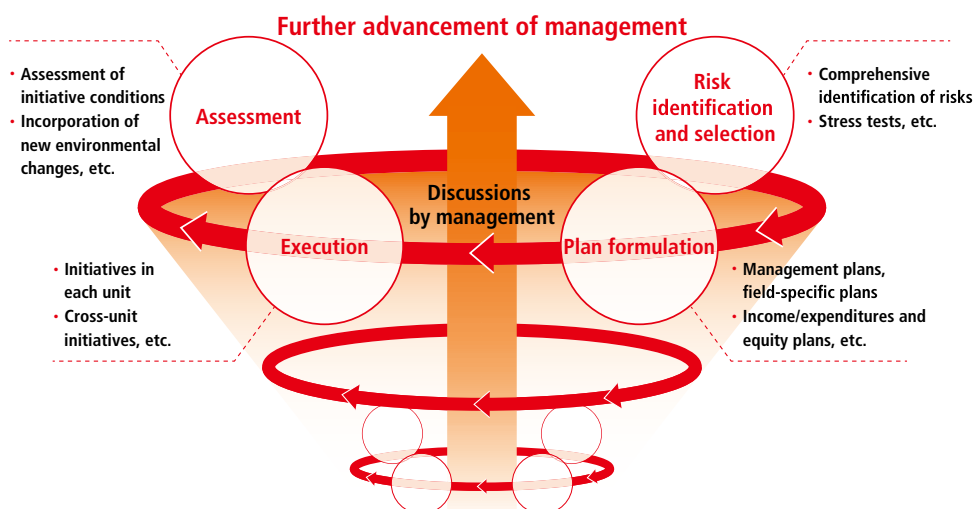 Further advancement of management
Assessment
• Assessment of
initiative conditions
• Incorporation of
new environmental
changes, etc.
Risk
identification
and selection
• Comprehensive
identification of risks
• Stress tests, etc.
Discussions
by management
Execution
• Initiatives in
each unit
• Cross-unit
initiatives, etc.
Plan formulation
• Management plans,
field-specific plans
• Income/expenditures and
equity plans, etc.